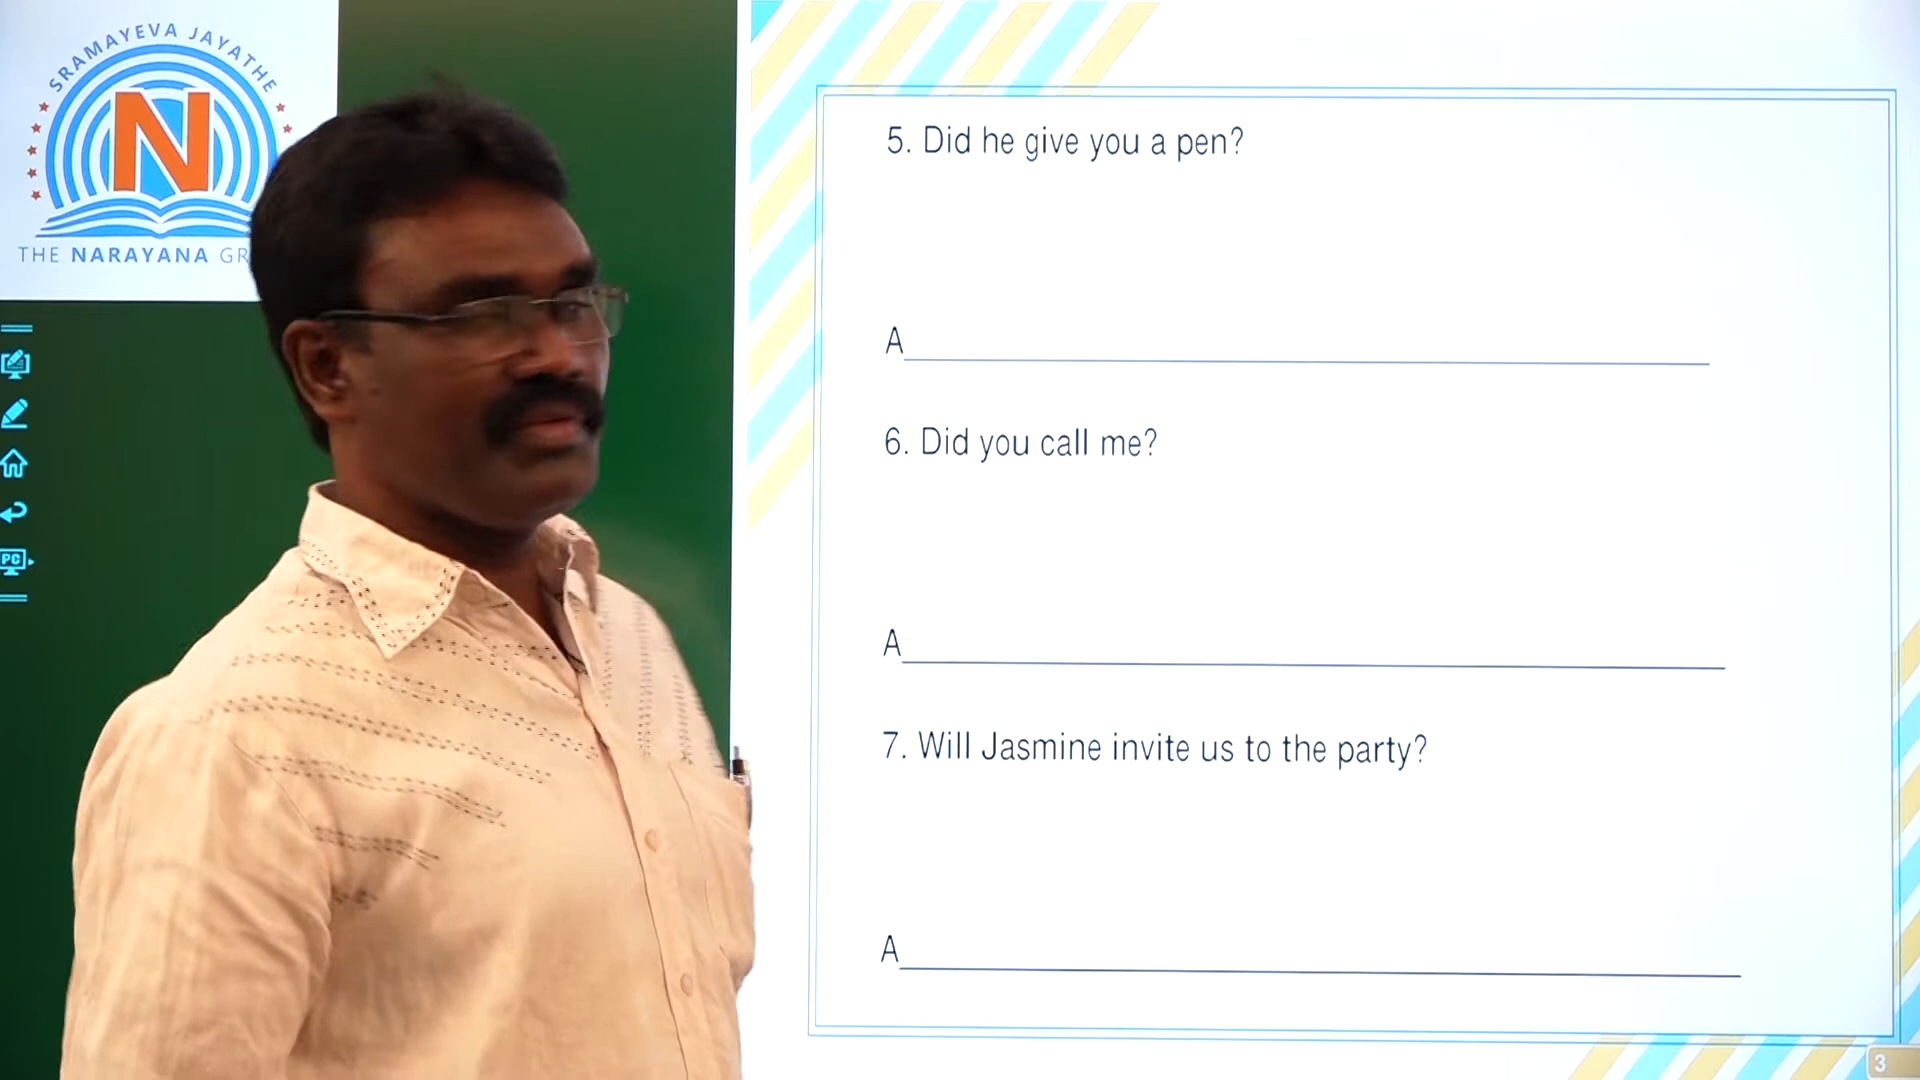 SRAMAYEVA JAYATHE
N
THE NARAYANA GR
PC
5. Did he give you a pen?
A
6. Did you call me?
A
7. Will Jasmine invite us to the party?
A
3